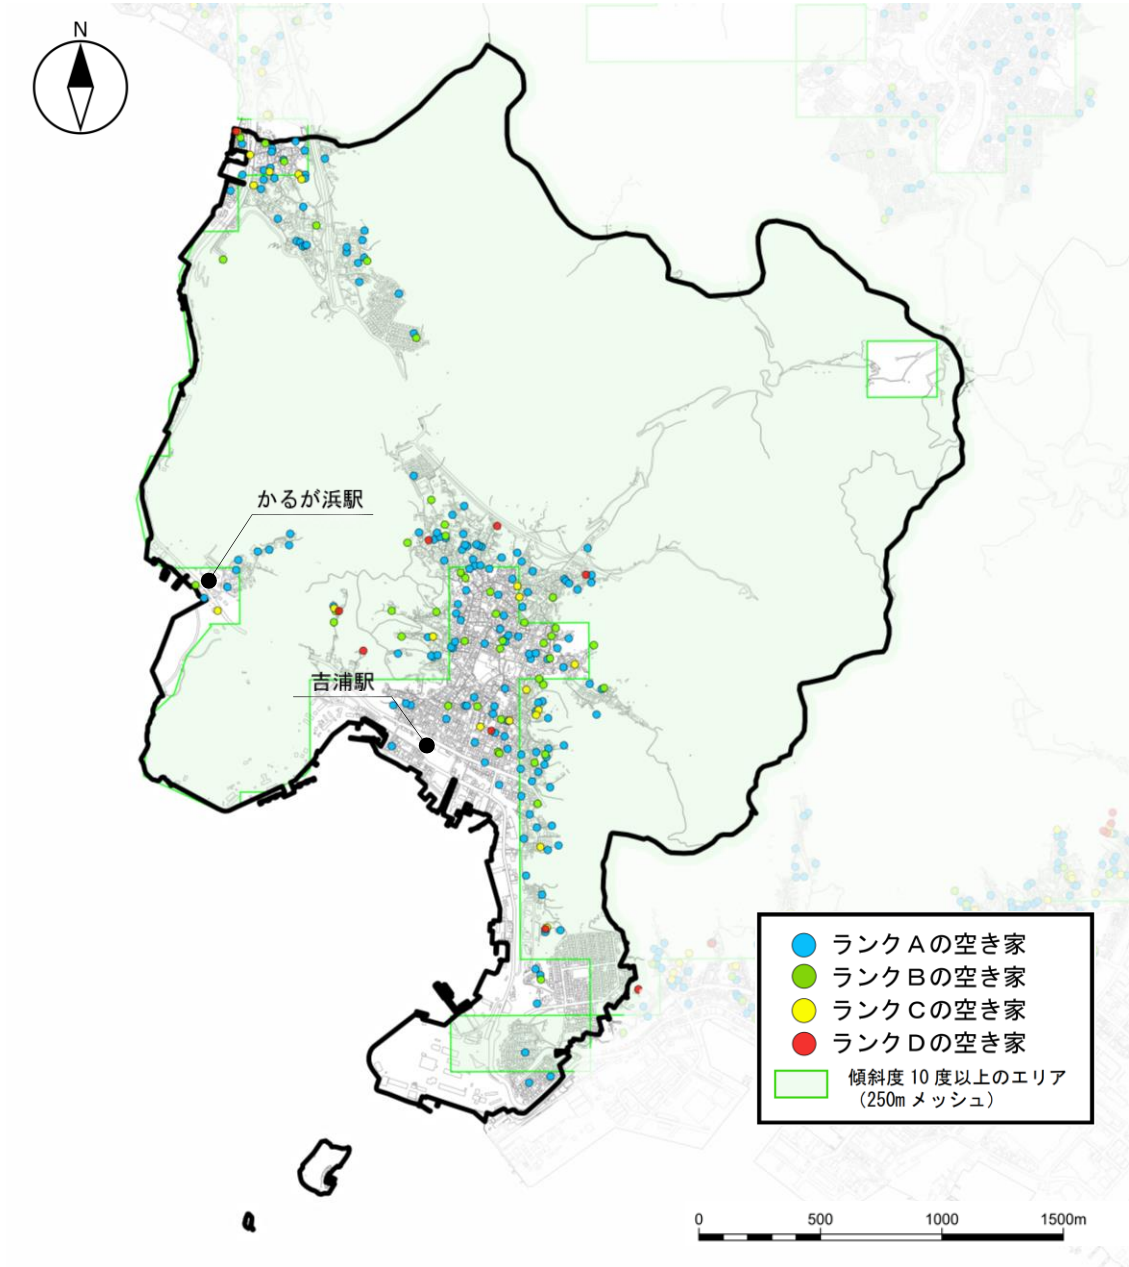 N
かるが浜駅
吉浦駅
ランクＡの空き家
ランクＢの空き家
ランクＣの空き家
ランクＤの空き家
傾斜度 10 度以上のエリア
（250m メッシュ）
0 500 1000 1500m